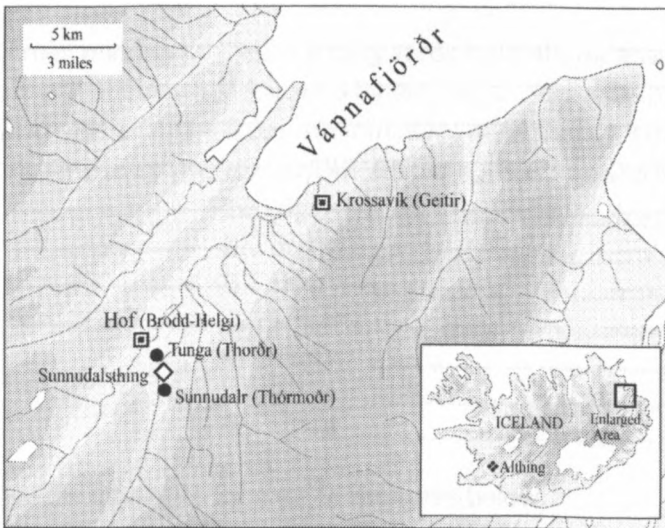 5 km
3 miles
Vápnafjörðr
Krossavík (Geitir)
Hof (Brodd-Helgi)
Tunga (Thorðr)
Sunnudalsthing
Sunnudalr (Thórmoðr)
ICELAND
Enlarged
Area
Althing